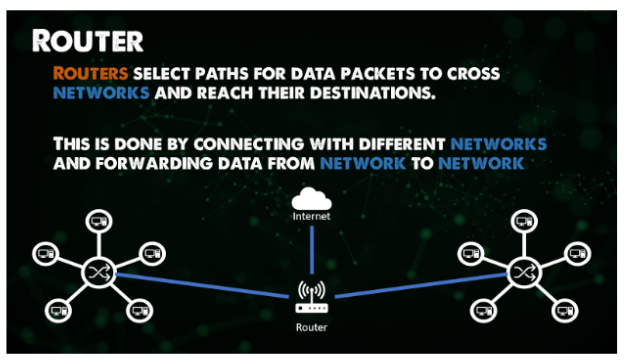 ROUTER
ROUTERS SELECT PATHS FOR DATA PACKETS TO CROSS
NETWORKS AND REACH THEIR DESTINATIONS.
THIS IS DONE BY CONNECTING WITH DIFFERENT NETWORKS
AND FORWARDING DATA FROM NETWORK TO NETWORK
Internet
Router